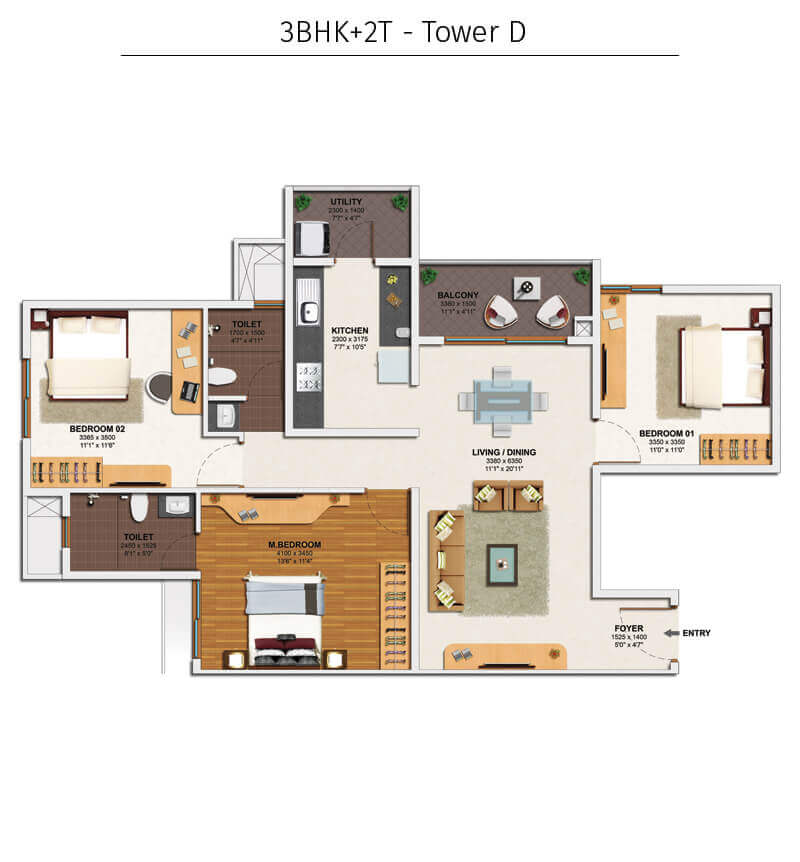 3BHK+2T - Tower D
UTILITY
2300 x 1400
7'7" x 4'7"
BALCONY
3380 x 1500
11'1" x 4'11"
TOILET
1700 x 1500
4'7" x 4'11"
KITCHEN
2300 x 3175
7'7" x 10'5"
BEDROOM 02
3365 x 3500
11'1" x 11'6"
BEDROOM 01
3350 x 3350
11'0" x 11'0"
LIVING / DINING
3380 x 6350
11'1" x 20'11"
TOILET
2450 x 1525
8'1" x 5'0"
M.BEDROOM
4100 x 3450
13'6" x 11'4"
FOYER
1525 x 1400
5'0" x 4'7"
ENTRY